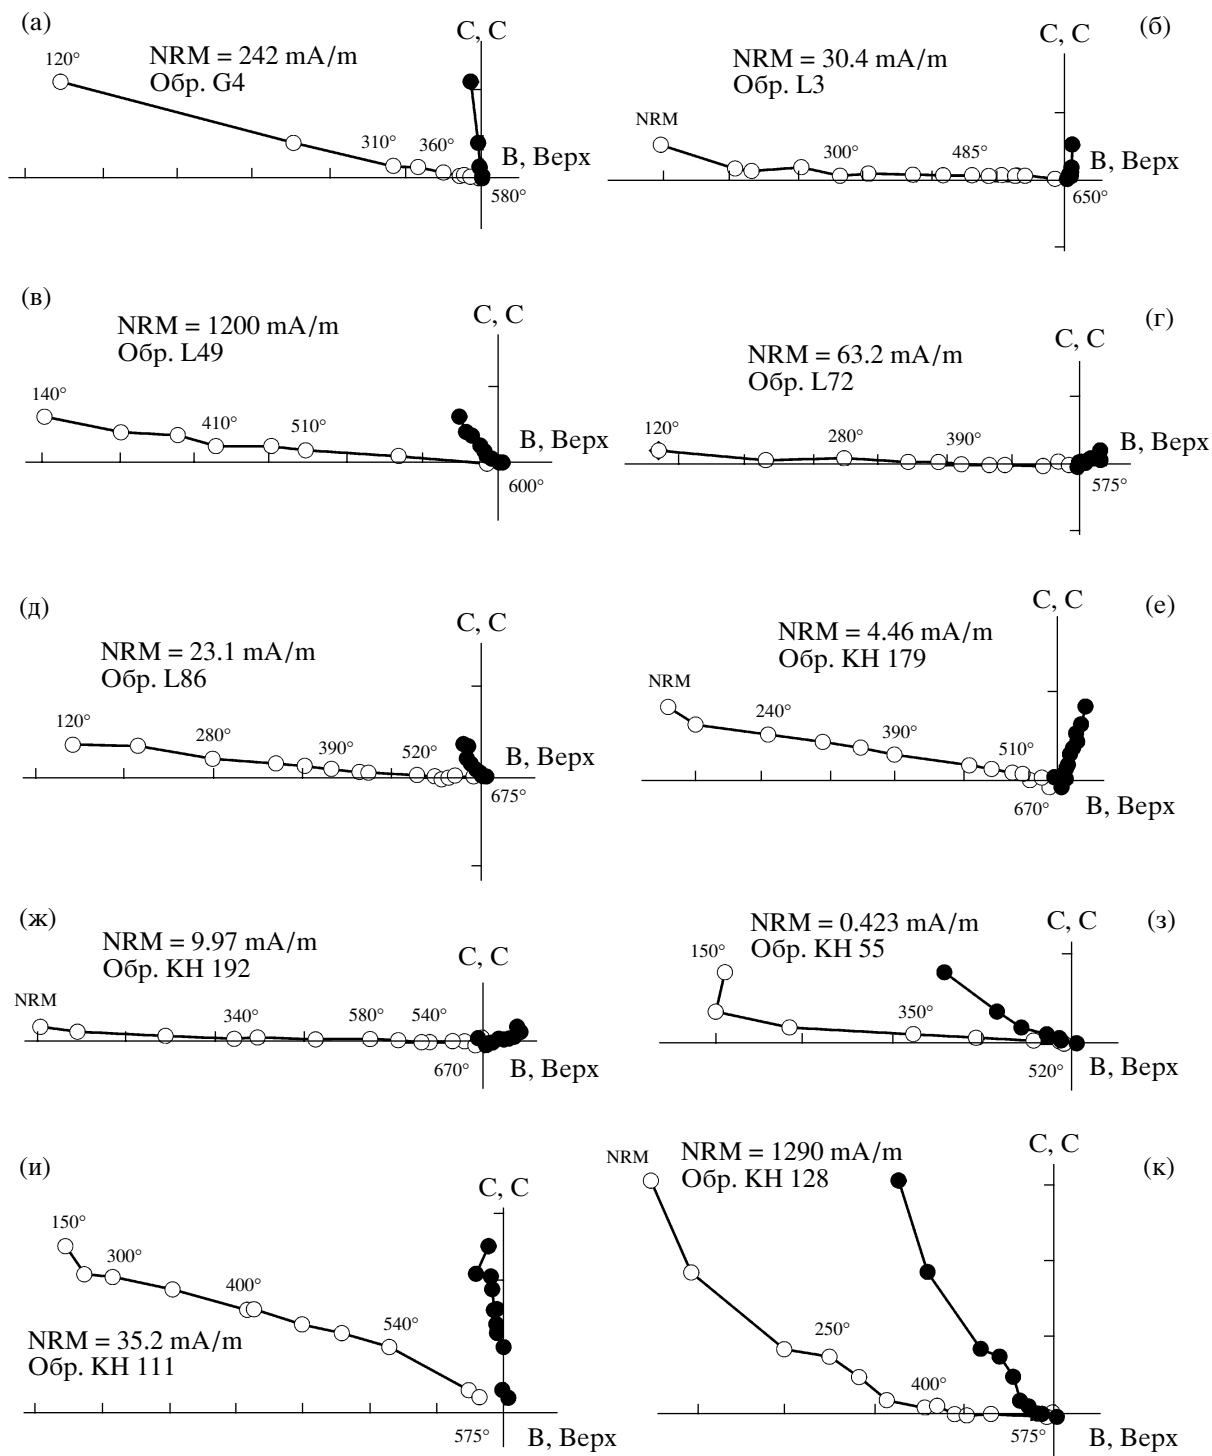 (а)
С, С
NRM = 242 mA/m
Обр. G4
120°
310°
360°
В, Верх
580°
(б)
С, С
NRM = 30.4 mA/m
Обр. L3
NRM
300°
485°
В, Верх
650°
(в)
С, С
NRM = 1200 mA/m
Обр. L49
140°
410°
510°
В, Верх
600°
(г)
С, С
NRM = 63.2 mA/m
Обр. L72
120°
280°
390°
В, Верх
575°
(д)
С, С
NRM = 23.1 mA/m
Обр. L86
120°
280°
390°
520°
В, Верх
675°
(е)
С, С
NRM = 4.46 mA/m
Обр. KH 179
NRM
240°
390°
510°
670°
В, Верх
(ж)
С, С
NRM = 9.97 mA/m
Обр. KH 192
NRM
340°
580°
540°
670°
В, Верх
(з)
С, С
NRM = 0.423 mA/m
Обр. KH 55
150°
350°
520°
В, Верх
(и)
С, С
150°
300°
400°
540°
NRM = 35.2 mA/m
Обр. KH 111
575°
В, Верх
(к)
С, С
NRM = 1290 mA/m
Обр. KH 128
NRM
250°
400°
575°
В, Верх